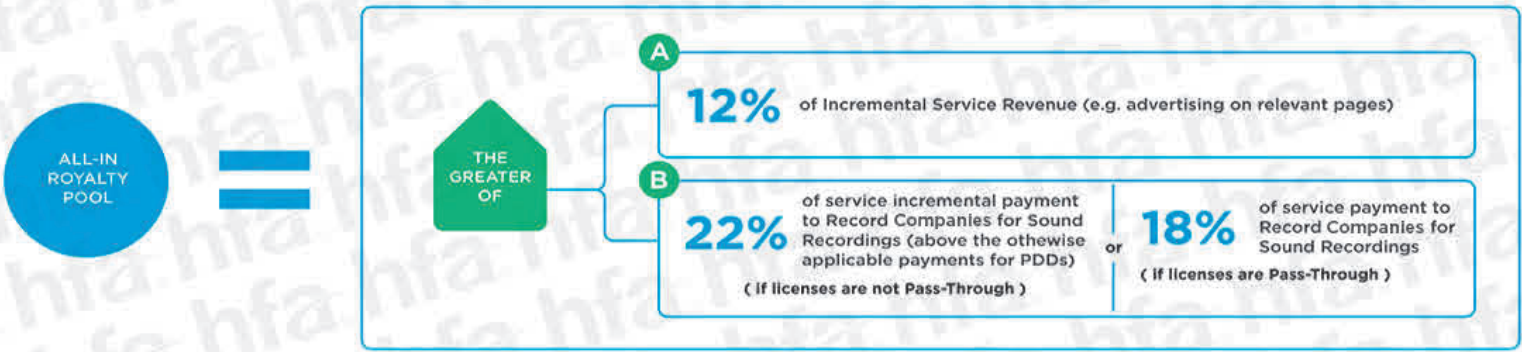 ALL-IN
ROYALTY
POOL
THE
GREATER
OF
A
12% of Incremental Service Revenue (e.g. advertising on relevant pages)
B
22%
of service incremental payment
to Record Companies for Sound
Recordings (above the othewise
applicable payments for PDDs)
( if licenses are not Pass-Through )
or
18%
of service payment to
Record Companies for
Sound Recordings
( if licenses are Pass-Through )
hfa